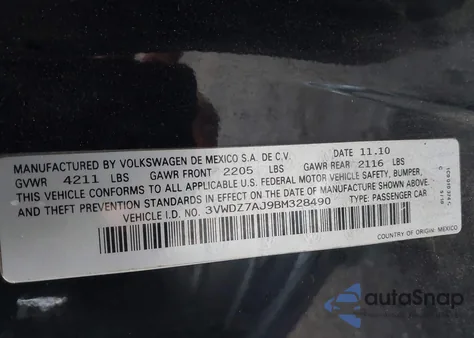 MANUFACTURED BY VOLKSWAGEN DE MEXICO S.A. DE C.V. DATE 11.10
GVWR 4211 LBS GAWR FRONT 2205 LBS GAWR REAR 2116 LBS
THIS VEHICLE CONFORMS TO ALL APPLICABLE U.S. FEDERAL MOTOR VEHICLE SAFETY, BUMPER,
AND THEFT PREVENTION STANDARDS IN EFFECT ON THE DATE OF MANUFACTURE SHOWN ABOVE.
VEHICLE I.D. NO. 3VWDZ7AJ9BM328490 TYPE: PASSENGER CAR
COUNTRY OF ORIGIN: MEXICO
autoSnap